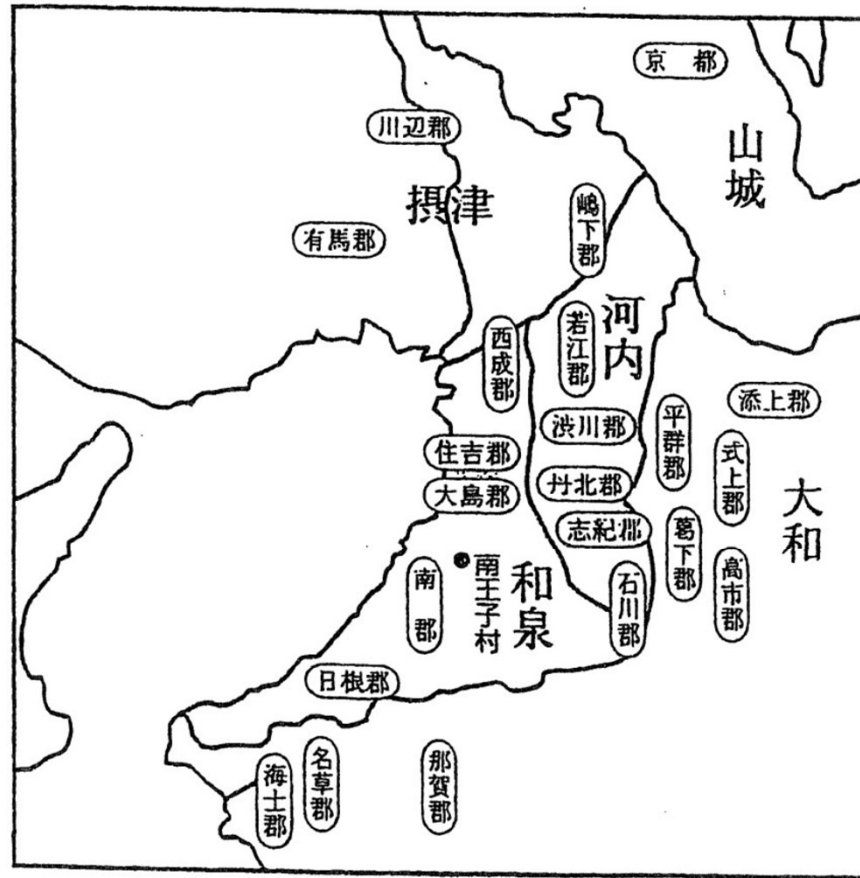 京都
川辺郡
山城
摂津
嶋下郡
有馬郡
河内
若江郡
西成郡
添上郡
平群郡
渋川郡
住吉郡
式上郡
大和
丹北郡
大島郡
志紀郡
葛下郡
高市郡
南王子村
和泉
南郡
石川郡
日根郡
名草郡
那賀郡
海士郡